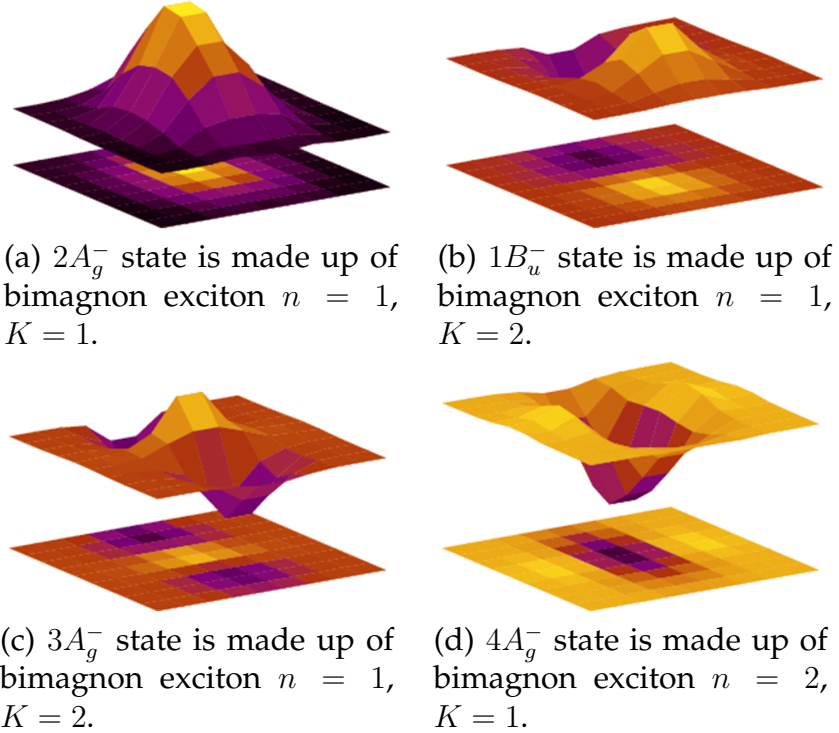 (a) 2A_g^- state is made up of
bimagnon exciton n = 1,
K = 1.
(b) 1B_u^- state is made up of
bimagnon exciton n = 1,
K = 2.
(c) 3A_g^- state is made up of
bimagnon exciton n = 1,
K = 2.
(d) 4A_g^- state is made up of
bimagnon exciton n = 2,
K = 1.